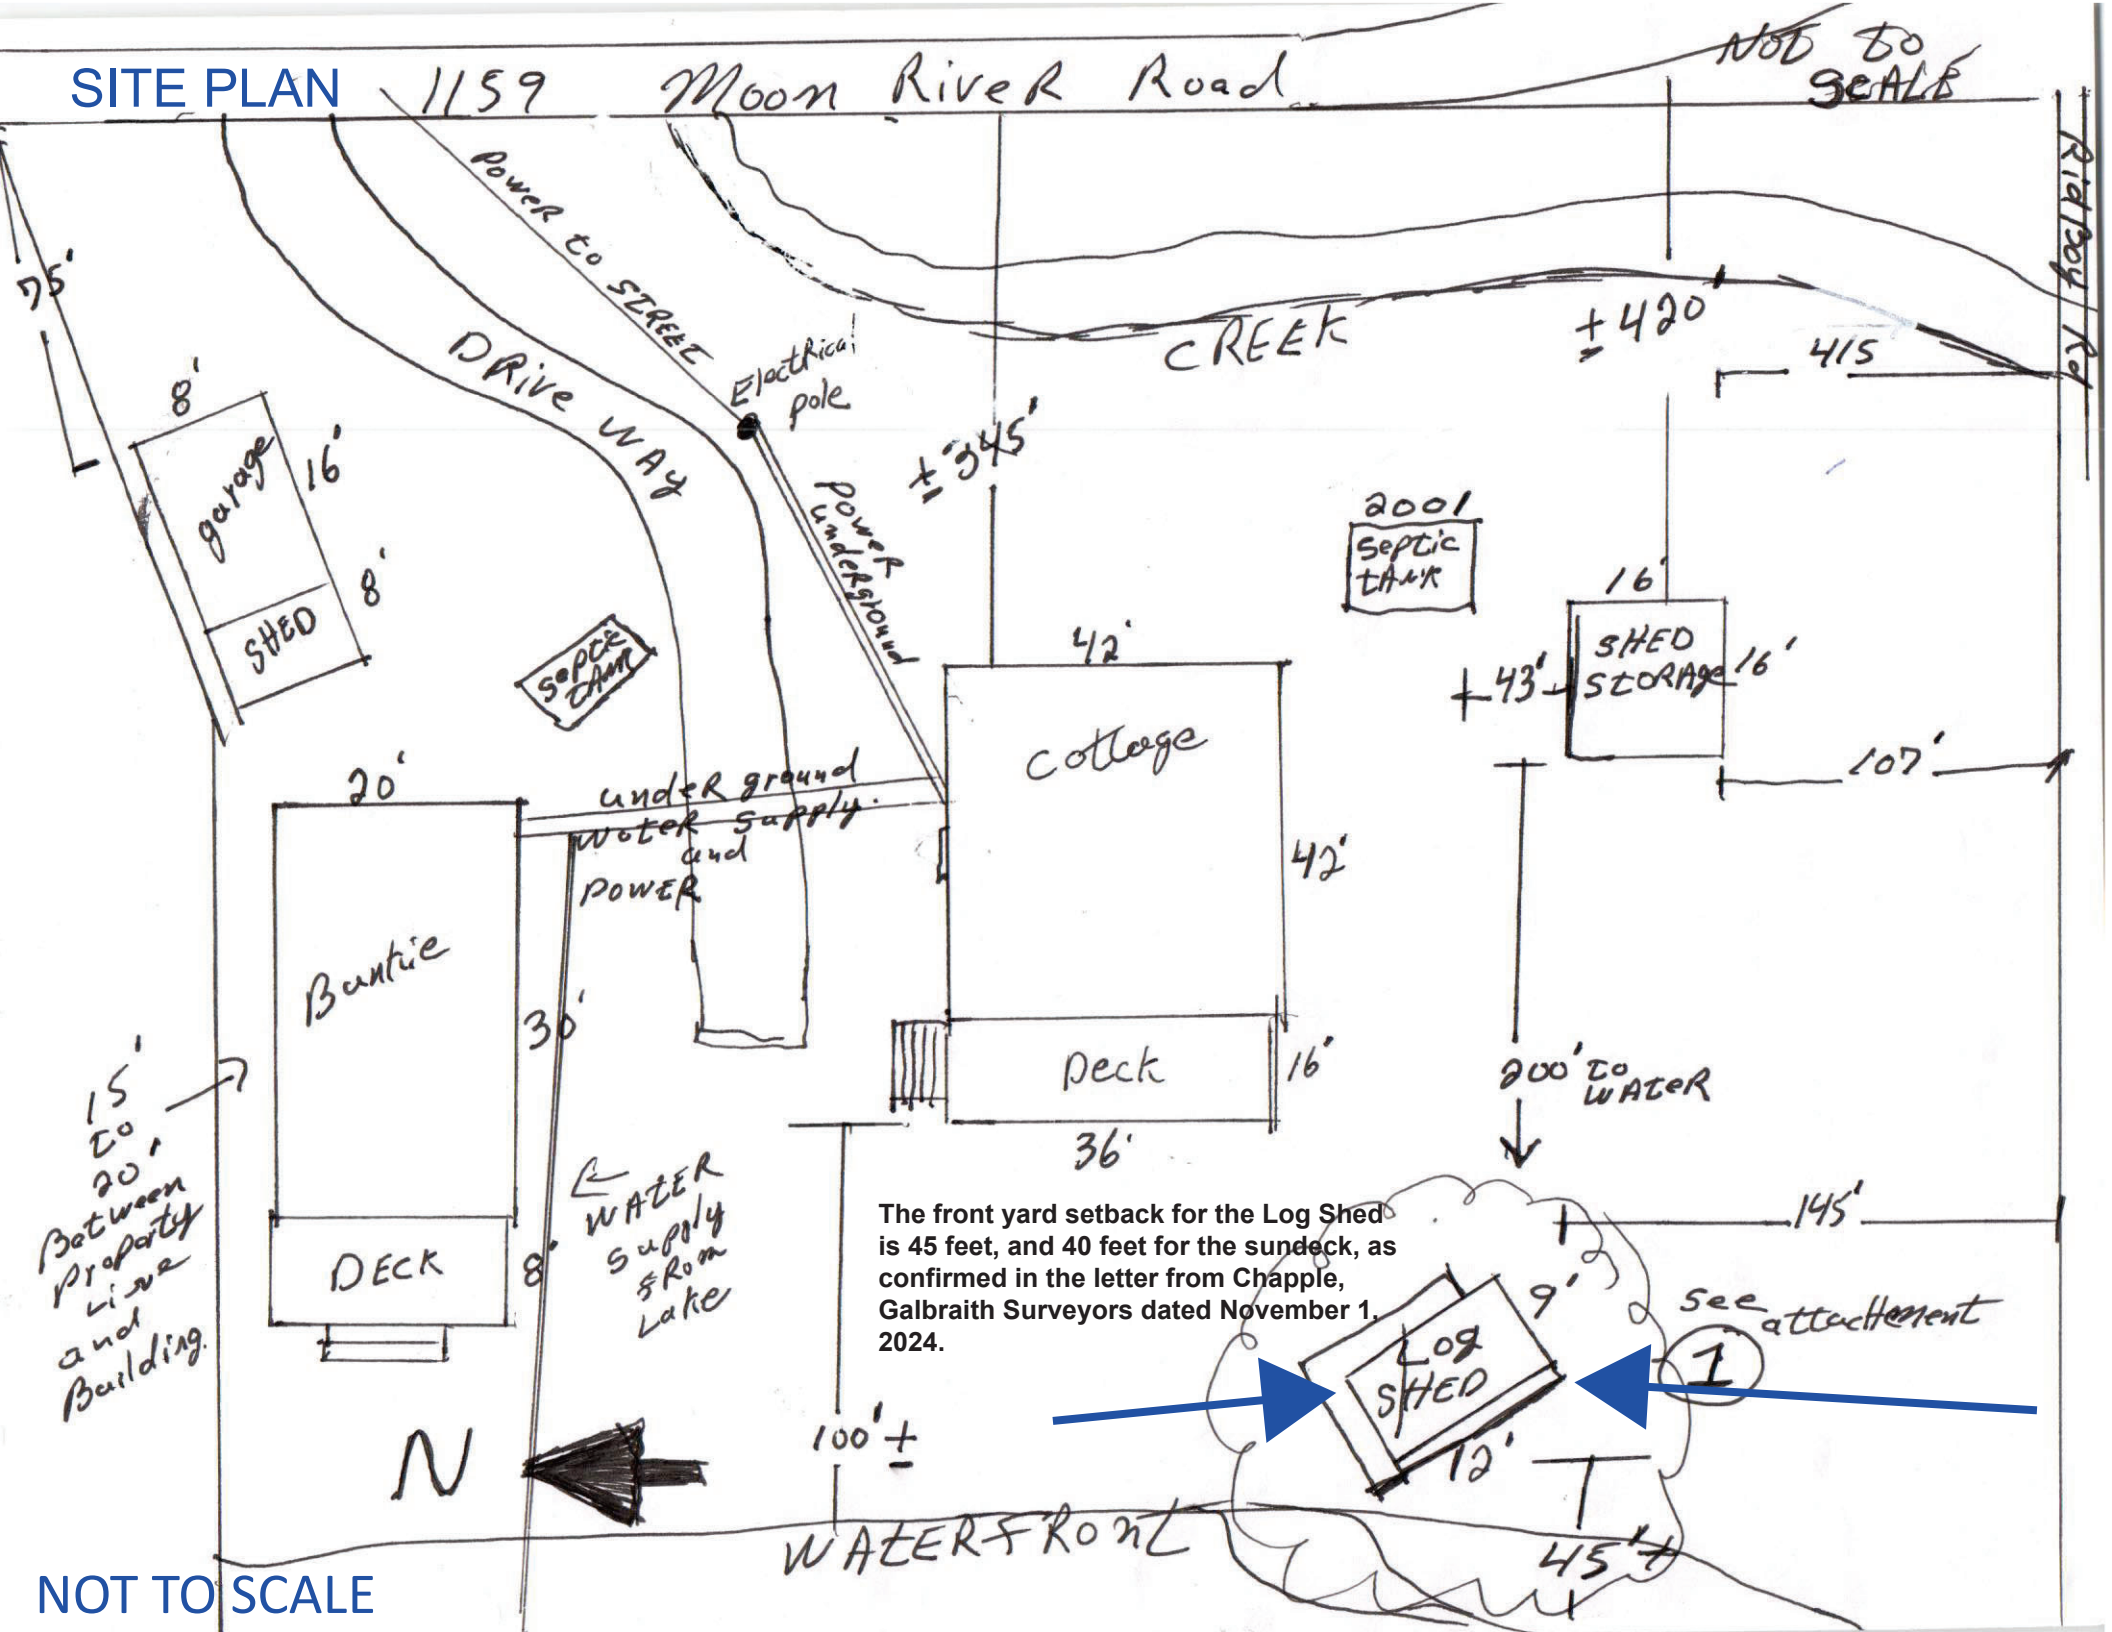 SITE PLAN
1159 Moon River Road
NOT to
SCALE
Power to STREET
75'
DRIVE WAY
Electrical
pole
CREEK
±420
415
±345'
8'
garage
16'
SHED
8'
Power
underground
2001
Septic
tANK
Septic
TANK
16'
SHED
STORAGE
16'
43'
107'
42'
Cottage
42'
20'
under ground
water supply.
and
POWER
Bunkie
30'
Deck
16'
36'
200' to
WATER
15'
to
20'
Between
Property
Line
and
Building.
DECK
8'
WATER
Supply
From
Lake
The front yard setback for the Log Shed
is 45 feet, and 40 feet for the sundeck, as
confirmed in the letter from Chapple,
Galbraith Surveyors dated November 1,
2024.
145'
9'
Log
SHED
12'
See
attachement
1
N
100' ±
WATERFRONT
45' ±
NOT TO SCALE